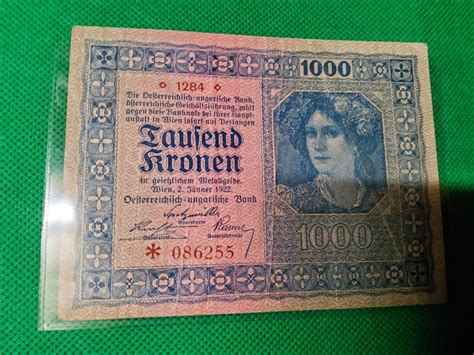 1284
1000
Die Oesterreichisch-ungarische Bank,
österreichische Geschäftsführung, zahlt
gegen diese Banknote bei ihrer Haupt-
anstalt in Wien sofort auf Verlangen
Tausend
Kronen
in gesetzlichem Metallgelde.
Wien, 2. Jänner 1922.
Oesterreichisch-ungarische Bank
1000
* 086255